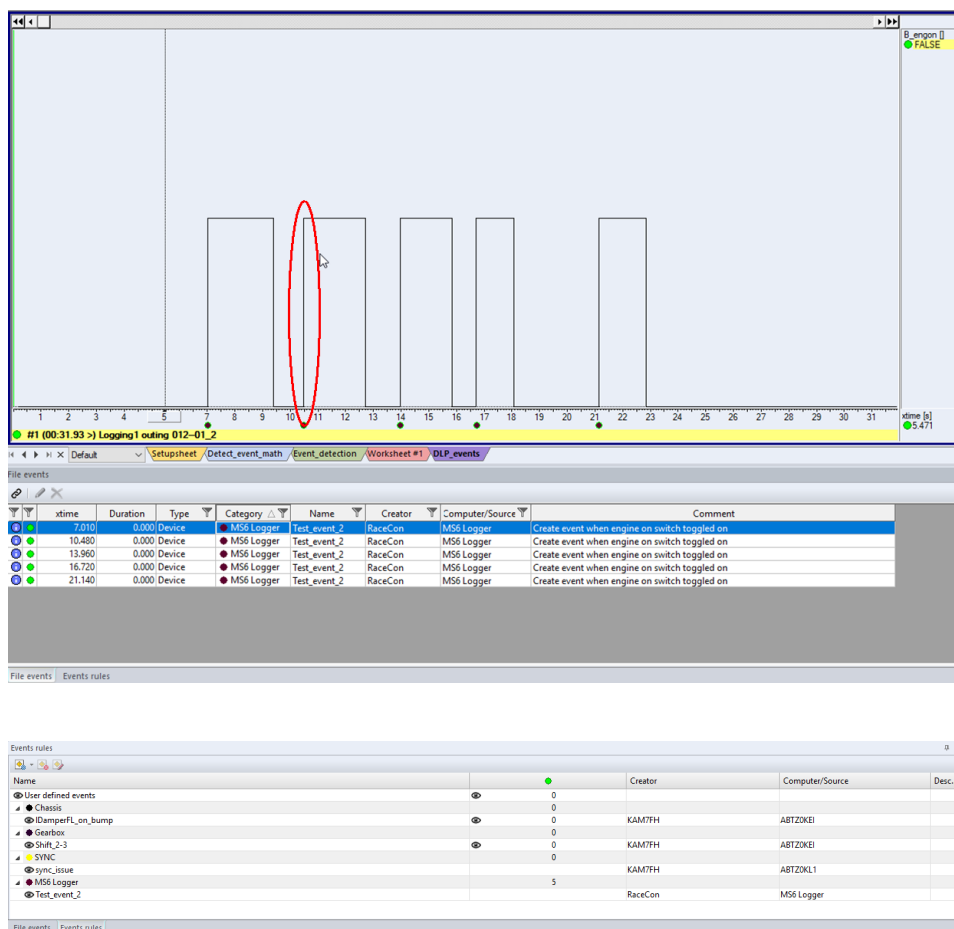 B_engon []
FALSE
1 2 3 4 5 7 8 9 10 11 12 13 14 15 16 17 18 19 20 21 22 23 24 25 26 27 28 29 30 31 xtime [s]
5.471
#1 (00:31.93 >) Logging1 outing 012--01_2
Default Setupsheet Detect_event_math Event_detection Worksheet #1 DLP_events
File events
xtime Duration Type Category Name Creator Computer/Source Comment
7.010 0.000 Device MS6 Logger Test_event_2 RaceCon MS6 Logger Create event when engine on switch toggled on
10.480 0.000 Device MS6 Logger Test_event_2 RaceCon MS6 Logger Create event when engine on switch toggled on
13.960 0.000 Device MS6 Logger Test_event_2 RaceCon MS6 Logger Create event when engine on switch toggled on
16.720 0.000 Device MS6 Logger Test_event_2 RaceCon MS6 Logger Create event when engine on switch toggled on
21.140 0.000 Device MS6 Logger Test_event_2 RaceCon MS6 Logger Create event when engine on switch toggled on
File events Events rules
Events rules
Name Creator Computer/Source Desc.
User defined events 0
Chassis 0
IDamperFL_on_bump 0 KAM7FH ABTZ0KEI
Gearbox 0
Shift_2-3 0 KAM7FH ABTZ0KEI
SYNC 0
sync_issue KAM7FH ABTZ0KL1
MS6 Logger 5
Test_event_2 RaceCon MS6 Logger
File events Events rules